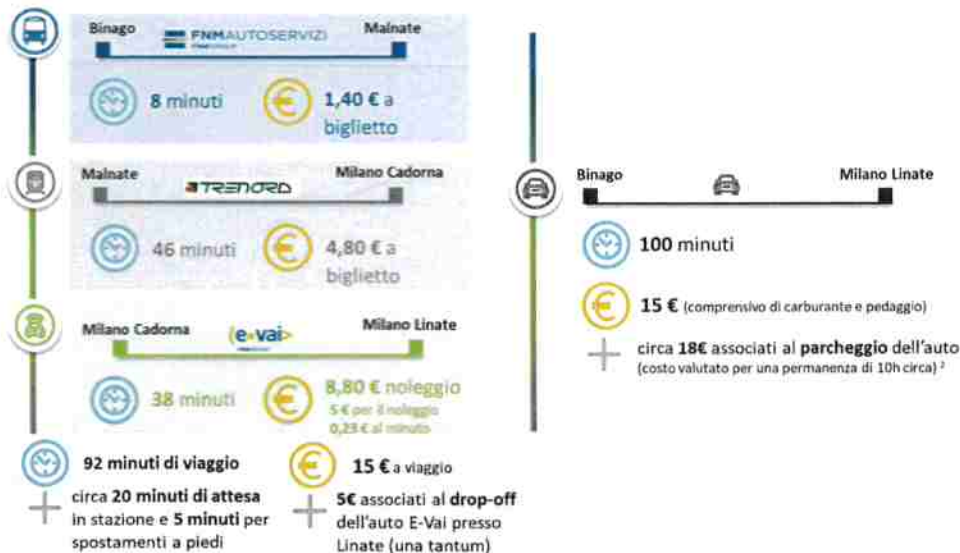 Binago FNMAUTOSERVIZI Malnate
8 minuti
1,40 € a
biglietto
Malnate TRENORD Milano Cadorna
46 minuti
4,80 € a
biglietto
Milano Cadorna e-vai Milano Linate
38 minuti
8,80 € noleggio
5 € per il noleggio
0,23 € al minuto
92 minuti di viaggio
circa 20 minuti di attesa
in stazione e 5 minuti per
spostamenti a piedi
15 € a viaggio
5€ associati al drop-off
dell'auto E-Vai presso
Linate (una tantum)
Binago Milano Linate
100 minuti
15 € (comprensivo di carburante e pedaggio)
circa 18€ associati al parcheggio dell'auto
(costo valutato per una permanenza di 10h circa) ²